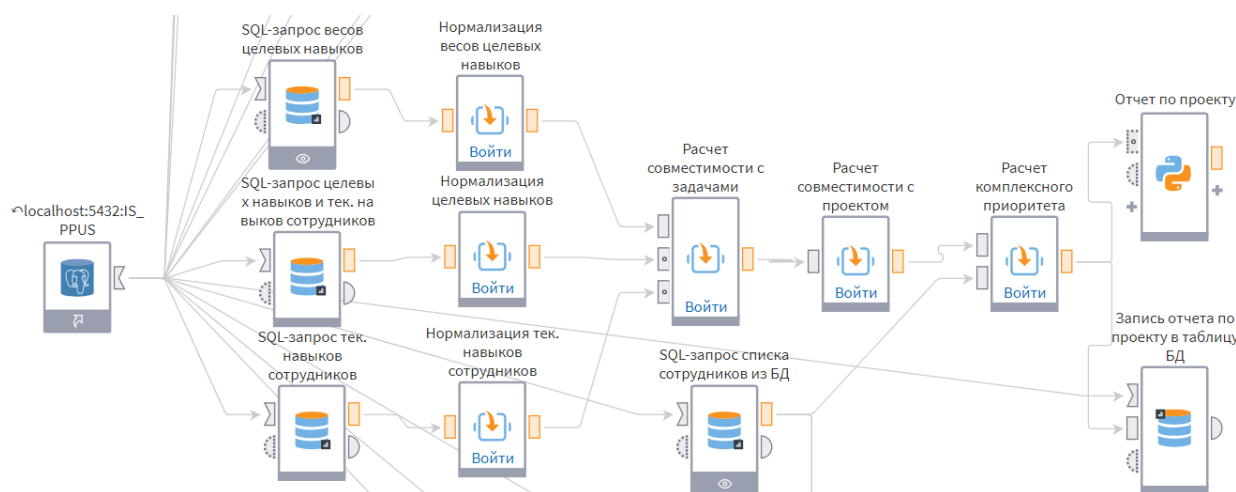 SQL-запрос весов
целевых навыков
Нормализация
весов целевых
навыков
Войти
Отчет по проекту
SQL-запрос целевы
х навыков и тек. на
выков сотрудников
Нормализация
целевых навыков
Войти
Расчет
совместимости с
задачами
Войти
Расчет
совместимости с
проектом
Войти
Расчет
комплексного
приоритета
Войти
localhost:5432:IS_
PPUS
SQL-запрос тек.
навыков
сотрудников
Нормализация тек.
навыков
сотрудников
Войти
SQL-запрос списка
сотрудников из БД
Запись отчета по
проекту в таблицу
БД